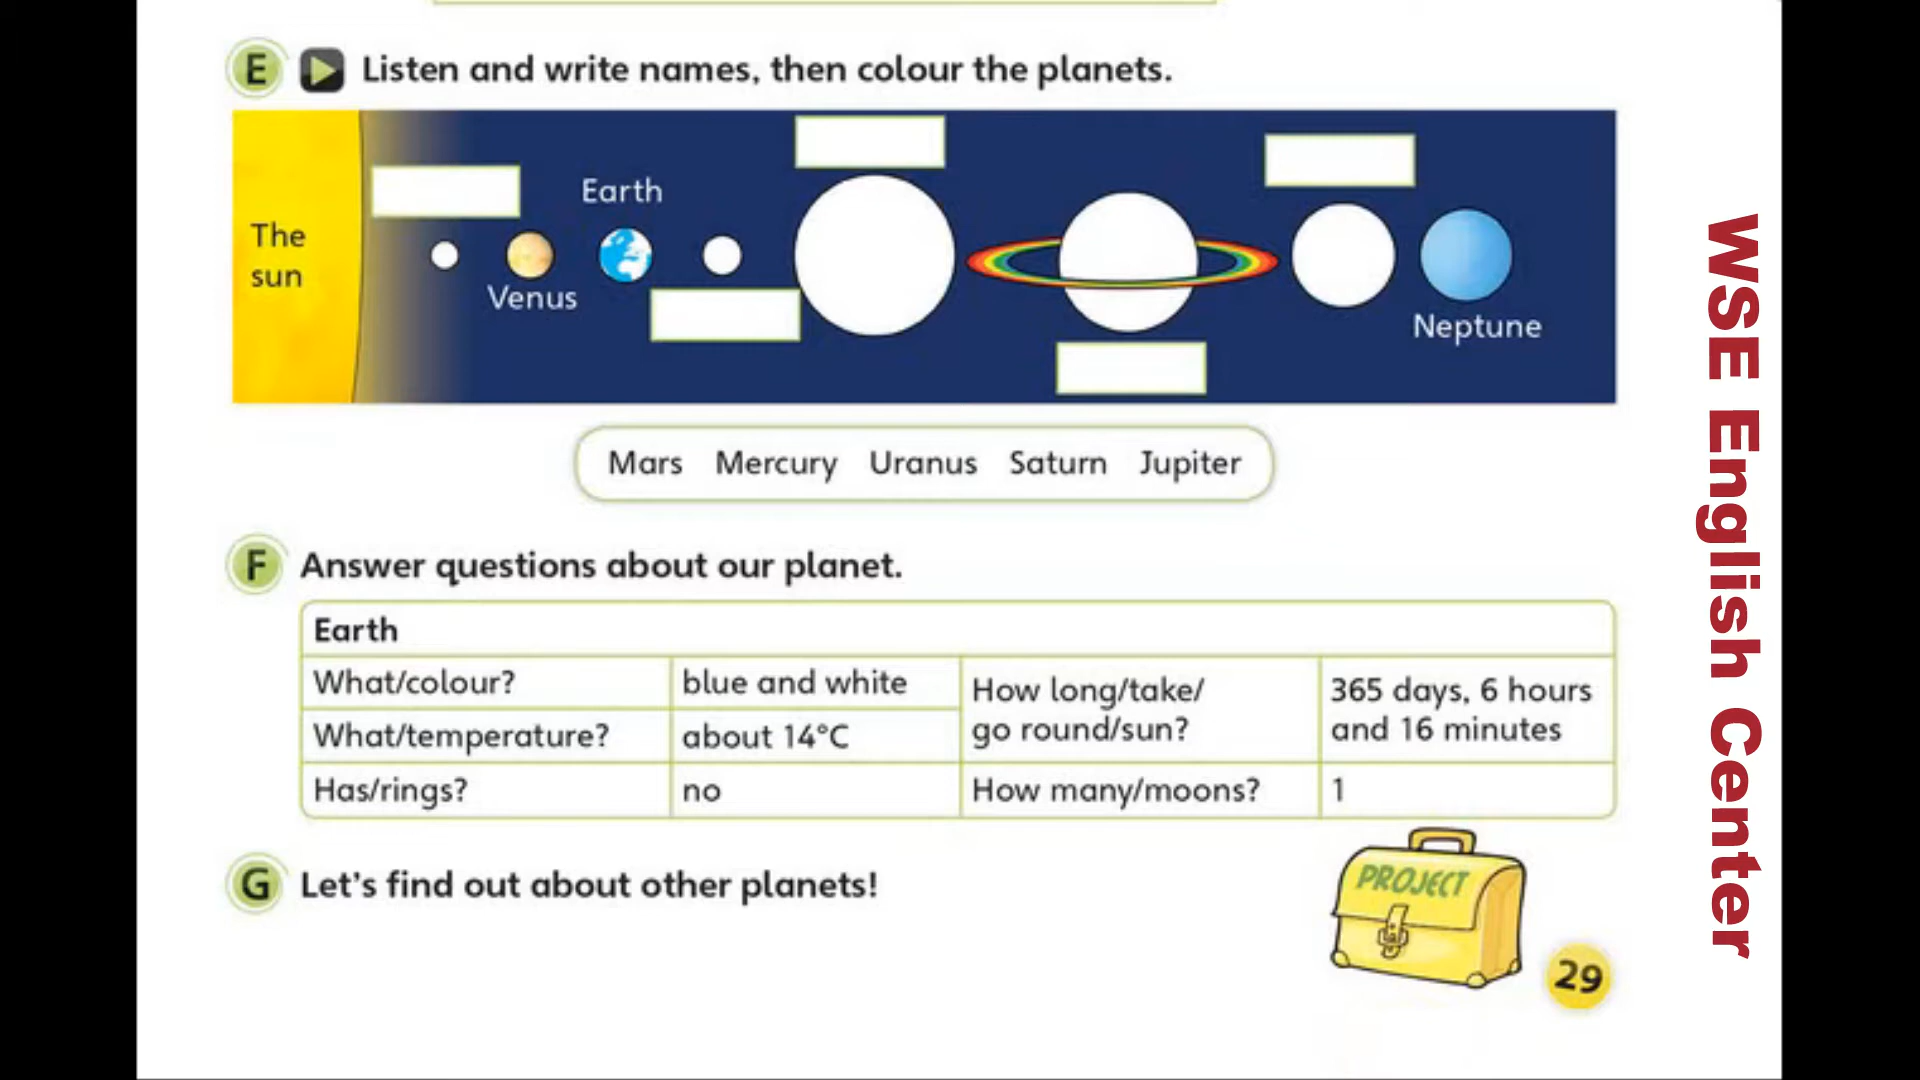 E Listen and write names, then colour the planets.
The
sun
Earth
Venus
Neptune
Mars Mercury Uranus Saturn Jupiter
F Answer questions about our planet.
Earth
What/colour? blue and white
What/temperature? about 14°C
Has/rings? no
How long/take/
go round/sun?
365 days, 6 hours
and 16 minutes
How many/moons? 1
G Let's find out about other planets!
PROJECT
29
WSE English Center